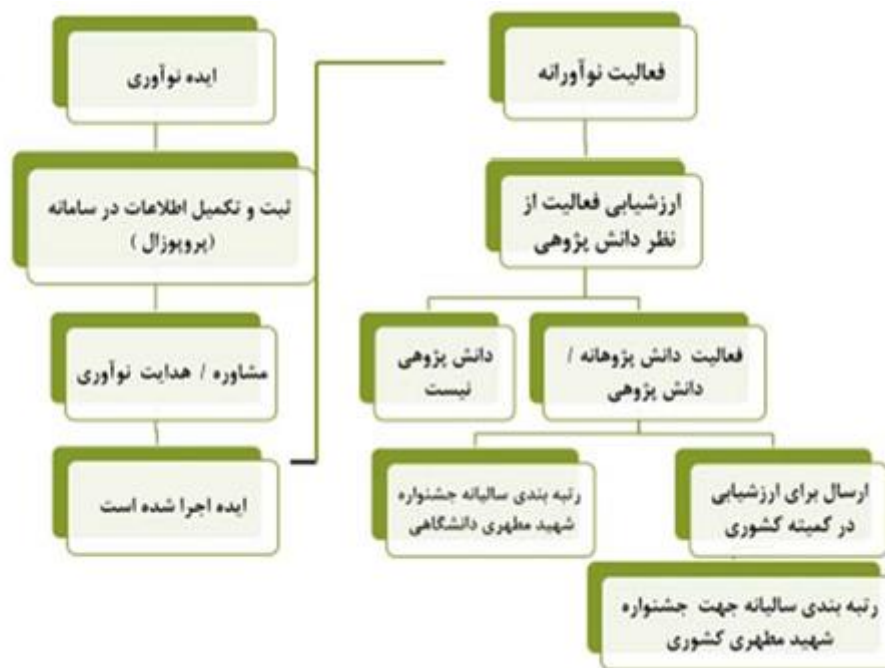 ایده نوآوری
ثبت و تکمیل اطلاعات در سامانه
(پروپوزال )
مشاوره / هدایت نوآوری
ایده اجرا شده است
فعالیت نوآورانه
ارزشیابی فعالیت از
نظر دانش پژوهی
فعالیت دانش پژوهانه /
دانش پژوهی
دانش پژوهی
نیست
ارسال برای ارزشیابی
در کمیته کشوری
رتبه بندی سالیانه جشنواره
شهید مطهری دانشگاهی
رتبه بندی سالیانه جهت جشنواره
شهید مطهری کشوری